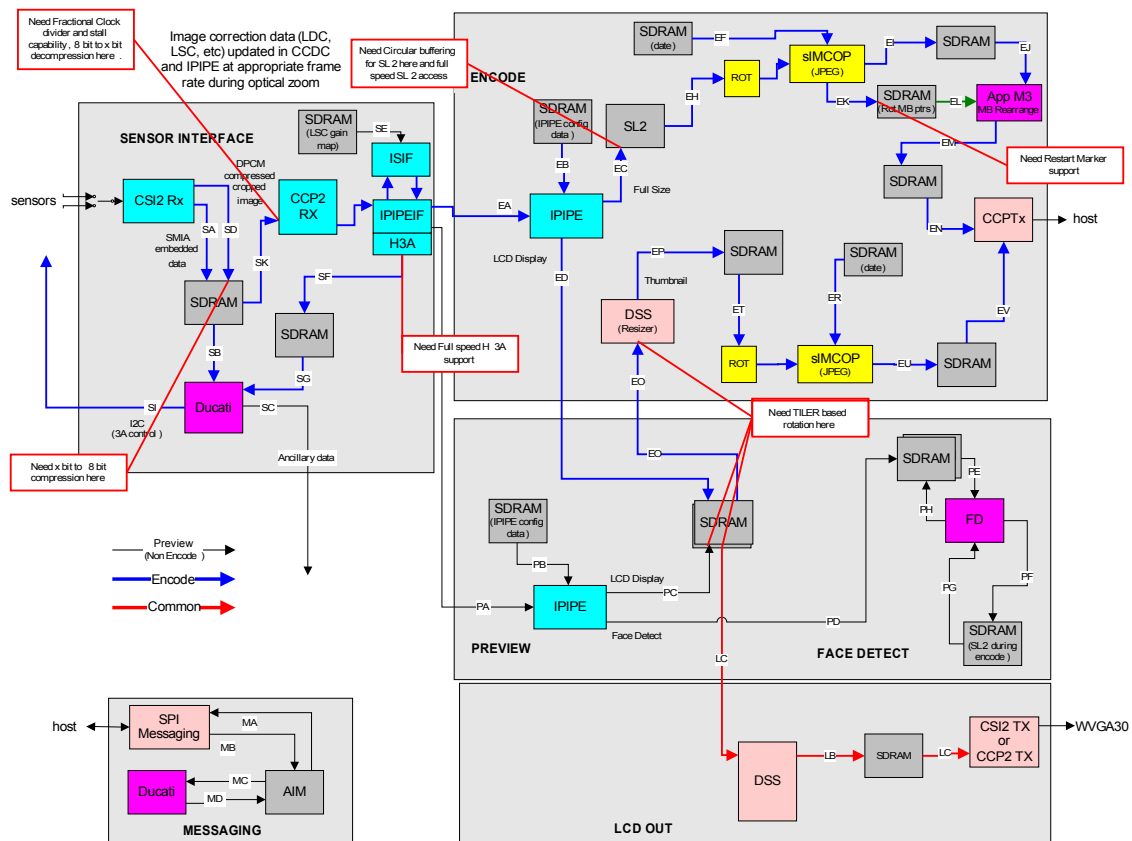 Need Fractional Clock
divider and stall
capability , 8 bit to x bit
decompression here .
Image correction data (LDC,
LSC, etc) updated in CCDC
and IPIPE at appropriate frame
rate during optical zoom
Need Circular buffering
for SL 2 here and full
speed SL 2 access
ENCODE
SDRAM
(date)
EF
sIMCOP
(JPEG)
EI
SDRAM
EJ
ROT
EH
EK
SDRAM
(Rot MB ptrs)
EL
App M3
MB Rearrange
SDRAM
(IPIPE config
data)
SL2
EB
EC
Full Size
EM
Need Restart Marker
support
SENSOR INTERFACE
SDRAM
(LSC gain
map)
SE
ISIF
DPCM
compressed
cropped
image
sensors
CSI2 Rx
CCP2
RX
IPIPEIF
H3A
EA
IPIPE
SDRAM
EN
CCPTx
host
SA
SD
SMIA
embedded
data
SK
LCD Display
ED
EP
SDRAM
SDRAM
(date)
Thumbnail
SF
SDRAM
SDRAM
DSS
(Resizer)
ET
ER
EV
Need Full speed H 3A
support
SB
SG
ROT
sIMCOP
(JPEG)
EU
SDRAM
EO
SI
Ducati
SC
I2C
(3A control )
Need TILER based
rotation here
Need x bit to 8 bit
compression here
Ancillary data
EO
SDRAM
PE
SDRAM
(IPIPE config
data)
SDRAM
PH
FD
Preview
(Non Encode )
Encode
Common
PB
LCD Display
PC
PG
PF
PA
IPIPE
Face Detect
PD
SDRAM
(SL2 during
encode )
PREVIEW
FACE DETECT
LC
host
SPI
Messaging
MA
MB
Ducati
MC
MD
AIM
MESSAGING
DSS
LB
SDRAM
LC
CSI2 TX
or
CCP2 TX
WVGA30
LCD OUT